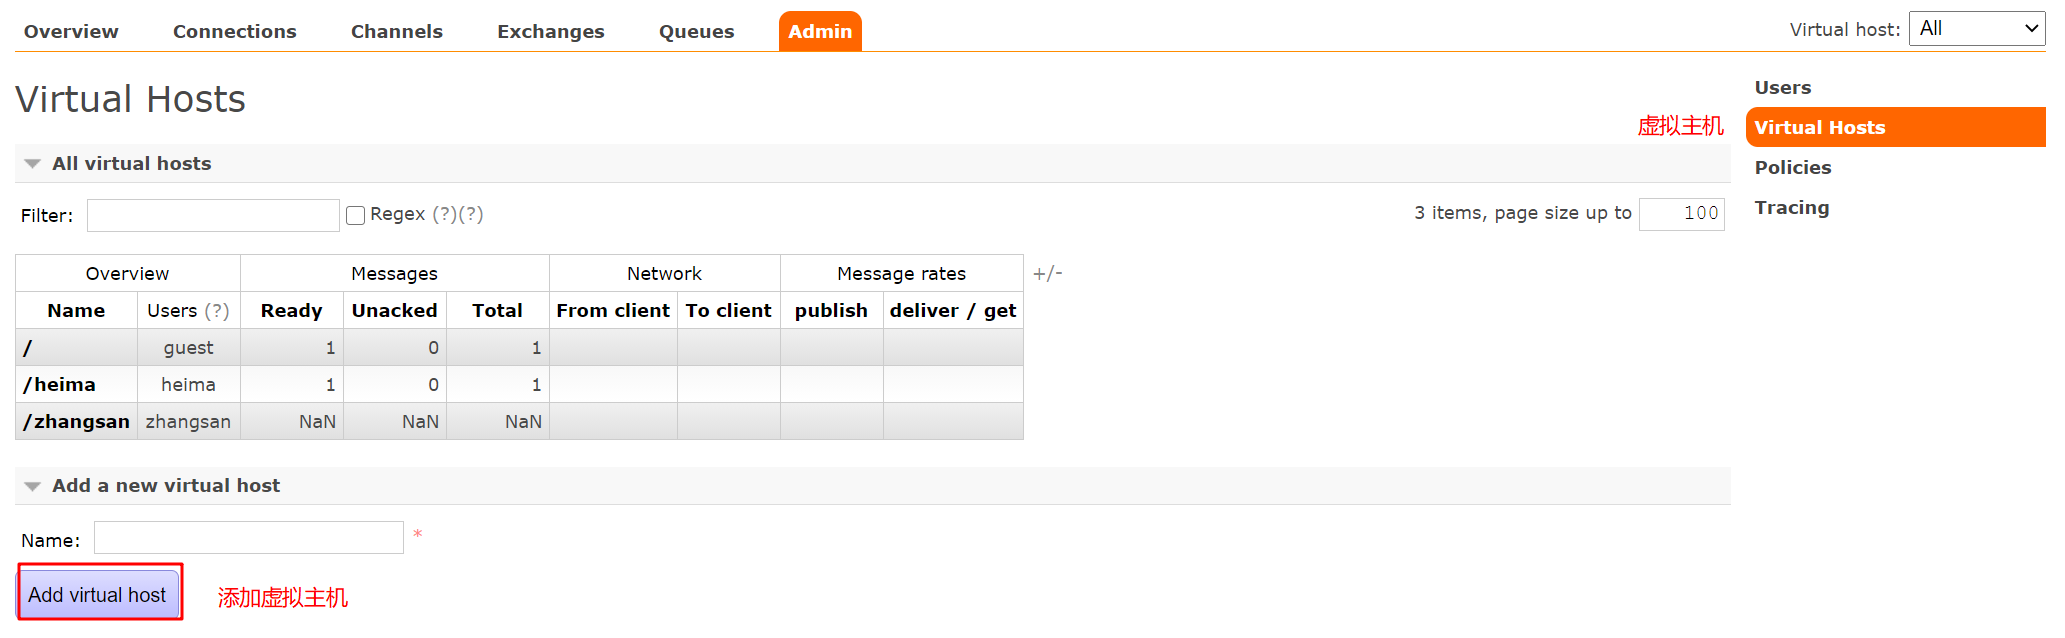 Overview Connections Channels Exchanges Queues Admin Virtual host: All
Virtual Hosts
Users
虚拟主机 Virtual Hosts
All virtual hosts
Policies
Filter: Regex (?)(?) 3 items, page size up to 100
Tracing
Overview Messages Network Message rates +/-
Name Users (?) Ready Unacked Total From client To client publish deliver / get
/ guest 1 0 1
/heima heima 1 0 1
/zhangsan zhangsan NaN NaN NaN
Add a new virtual host
Name: *
Add virtual host 添加虚拟主机